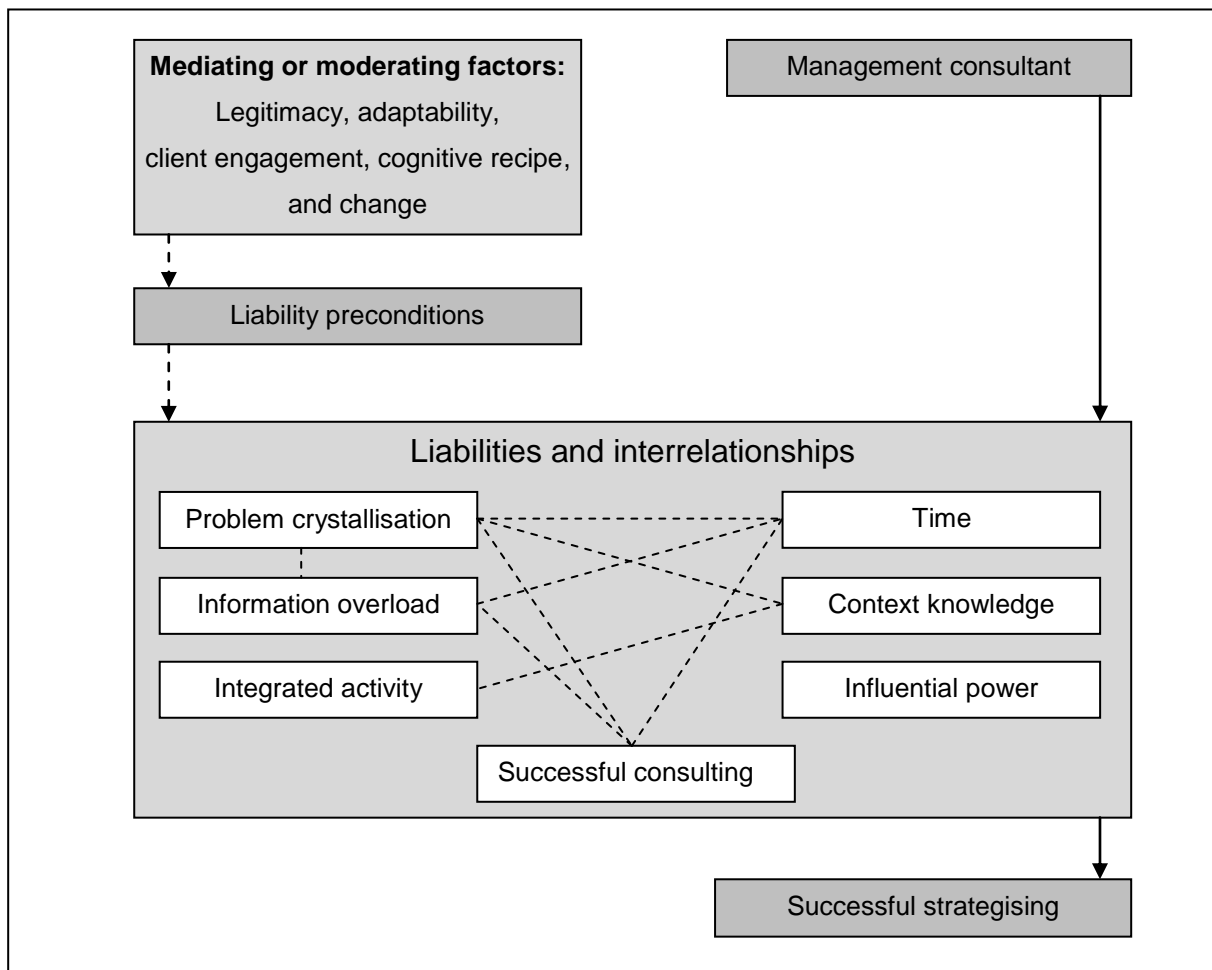 Mediating or moderating factors:
Legitimacy, adaptability,
client engagement, cognitive recipe,
and change
Management consultant
Liability preconditions
Liabilities and interrelationships
Problem crystallisation
Time
Information overload
Context knowledge
Integrated activity
Influential power
Successful consulting
Successful strategising